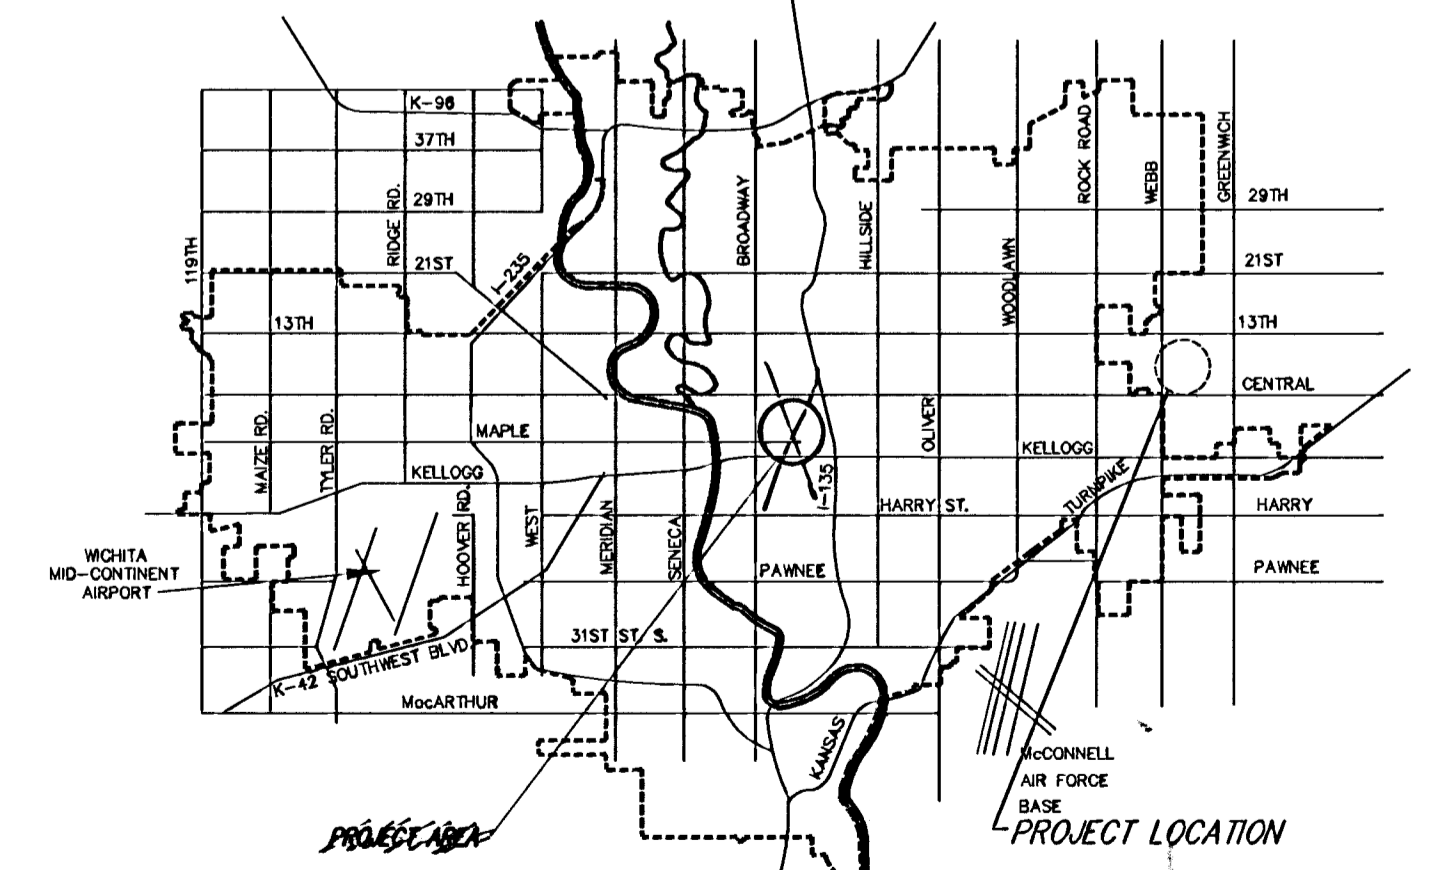 K-96
37TH
29TH
RIDGE RD.
119TH
21ST
I-235
13TH
BROADWAY
HILLSIDE
WOODLAWN
ROCK ROAD
WEBB
GREENWCH
29TH
21ST
13TH
CENTRAL
MAPLE
MAIZE RD.
TYLER RD.
KELLOGG
HOOVER RD.
WEST
MERIDIAN
SENECA
I-135
OLIVER
KELLOGG
TURNPIKE
HARRY ST.
HARRY
PAWNEE
PAWNEE
WICHITA
MID-CONTINENT
AIRPORT
31ST ST. S.
K-42 SOUTHWEST BLVD.
MacARTHUR
KANSAS
McCONNELL
AIR FORCE
BASE
PROJECT AREA
PROJECT LOCATION